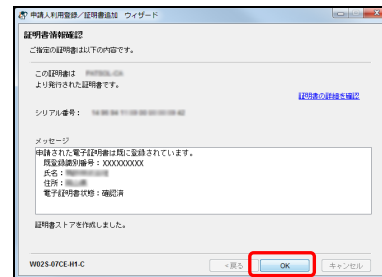 申請人利用登録／証明書追加 ウィザード
証明書情報確認
ご指定の証明書は以下の内容です。
この証明書は
より発行された証明書です。
証明書の詳細を確認
シリアル番号：
メッセージ
申請された電子証明書は既に登録されています。
既登録識別番号：XXXXXXXX
氏名：
住所：
電子証明書状態：確認済
証明書ストアを作成しました。
W02S-07CE-H1-C
<戻る
OK
キャンセル